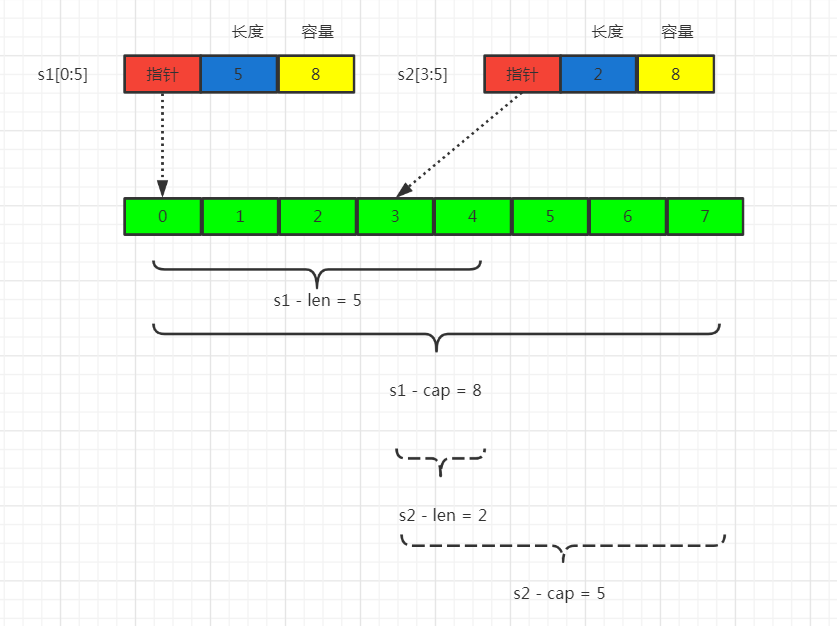 长度 容量 长度 容量
s1[0:5] 指针 5 8 s2[3:5] 指针 2 8
0 1 2 3 4 5 6 7
s1 - len = 5
s1 - cap = 8
s2 - len = 2
s2 - cap = 5